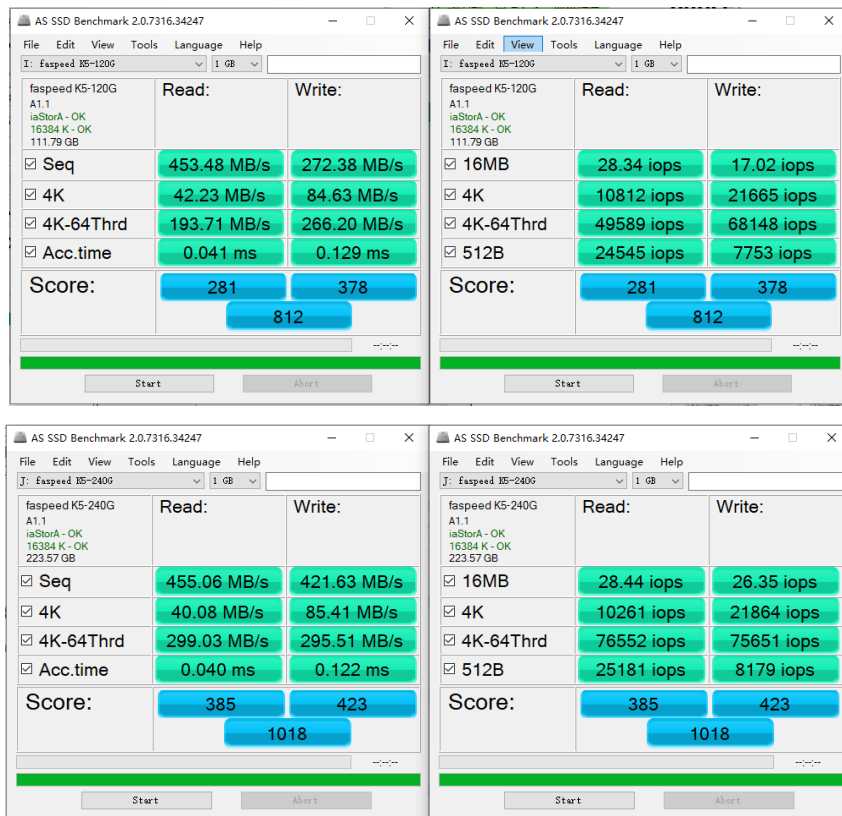 AS SSD Benchmark 2.0.7316.34247
File Edit View Tools Language Help
I: faspeed K5-120G 1 GB
faspeed K5-120G
A1.1
iaStorA - OK
16384 K - OK
111.79 GB
Read: Write:
Seq 453.48 MB/s 272.38 MB/s
4K 42.23 MB/s 84.63 MB/s
4K-64Thrd 193.71 MB/s 266.20 MB/s
Acc.time 0.041 ms 0.129 ms
Score: 281 378
812
--:--:--
Start Abort
AS SSD Benchmark 2.0.7316.34247
File Edit View Tools Language Help
I: faspeed K5-120G 1 GB
faspeed K5-120G
A1.1
iaStorA - OK
16384 K - OK
111.79 GB
Read: Write:
16MB 28.34 iops 17.02 iops
4K 10812 iops 21665 iops
4K-64Thrd 49589 iops 68148 iops
512B 24545 iops 7753 iops
Score: 281 378
812
--:--:--
Start Abort
AS SSD Benchmark 2.0.7316.34247
File Edit View Tools Language Help
J: faspeed K5-240G 1 GB
faspeed K5-240G
A1.1
iaStorA - OK
16384 K - OK
223.57 GB
Read: Write:
Seq 455.06 MB/s 421.63 MB/s
4K 40.08 MB/s 85.41 MB/s
4K-64Thrd 299.03 MB/s 295.51 MB/s
Acc.time 0.040 ms 0.122 ms
Score: 385 423
1018
--:--:--
Start Abort
AS SSD Benchmark 2.0.7316.34247
File Edit View Tools Language Help
J: faspeed K5-240G 1 GB
faspeed K5-240G
A1.1
iaStorA - OK
16384 K - OK
223.57 GB
Read: Write:
16MB 28.44 iops 26.35 iops
4K 10261 iops 21864 iops
4K-64Thrd 76552 iops 75651 iops
512B 25181 iops 8179 iops
Score: 385 423
1018
--:--:--
Start Abort